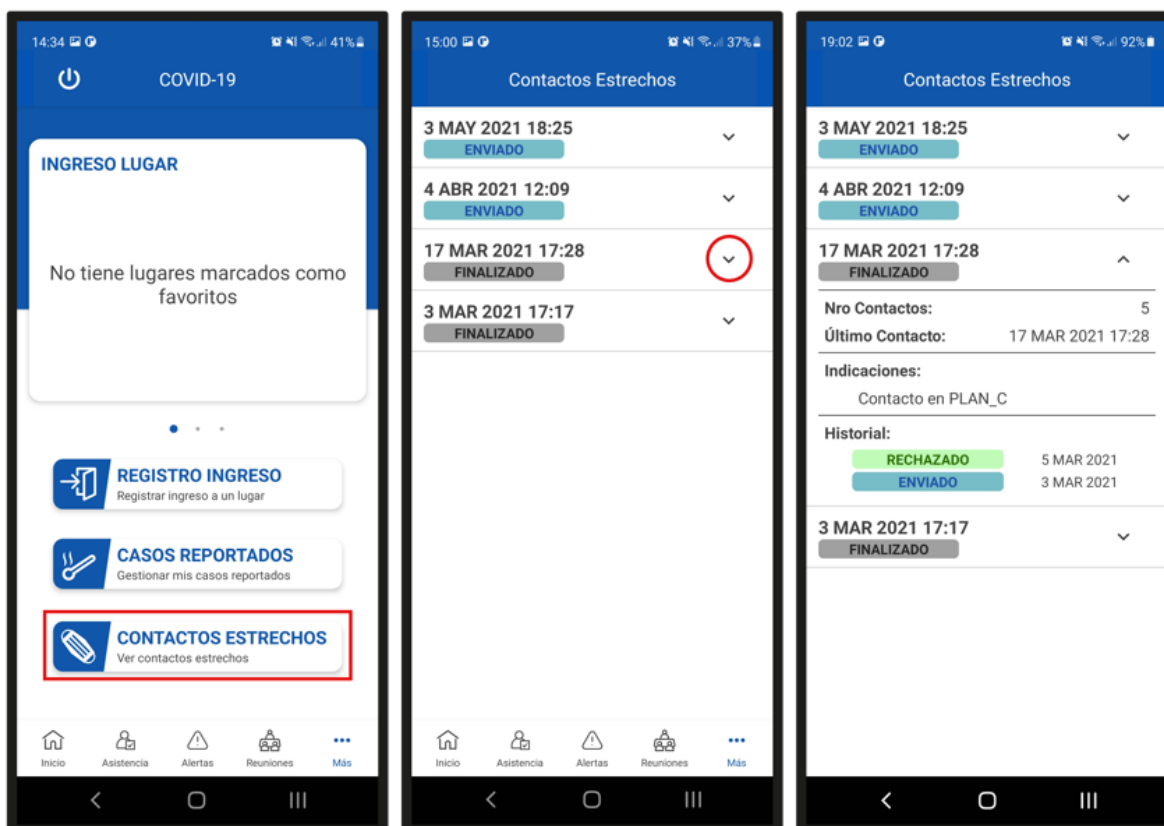 14:34
41%
COVID-19
INGRESO LUGAR
No tiene lugares marcados como
favoritos
REGISTRO INGRESO
Registrar ingreso a un lugar
CASOS REPORTADOS
Gestionar mis casos reportados
CONTACTOS ESTRECHOS
Ver contactos estrechos
Inicio Asistencia Alertas Reuniones Más
15:00
37%
Contactos Estrechos
3 MAY 2021 18:25
ENVIADO
4 ABR 2021 12:09
ENVIADO
17 MAR 2021 17:28
FINALIZADO
3 MAR 2021 17:17
FINALIZADO
Inicio Asistencia Alertas Reuniones Más
19:02
92%
Contactos Estrechos
3 MAY 2021 18:25
ENVIADO
4 ABR 2021 12:09
ENVIADO
17 MAR 2021 17:28
FINALIZADO
Nro Contactos: 5
Último Contacto: 17 MAR 2021 17:28
Indicaciones:
Contacto en PLAN_C
Historial:
RECHAZADO 5 MAR 2021
ENVIADO 3 MAR 2021
3 MAR 2021 17:17
FINALIZADO